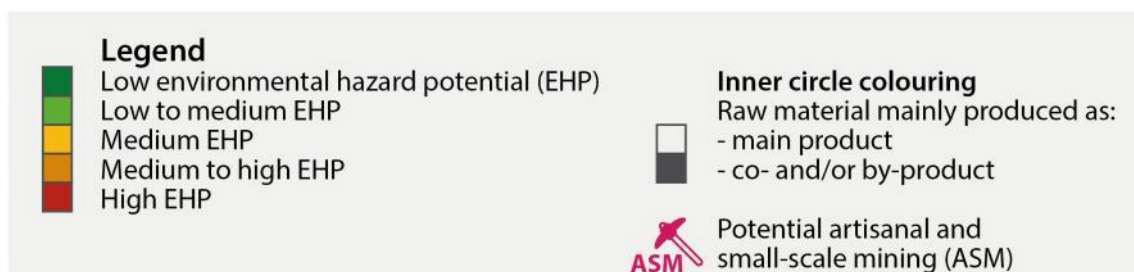 Legend
Low environmental hazard potential (EHP)
Low to medium EHP
Medium EHP
Medium to high EHP
High EHP
Inner circle colouring
Raw material mainly produced as:
- main product
- co- and/or by-product
ASM
Potential artisanal and
small-scale mining (ASM)